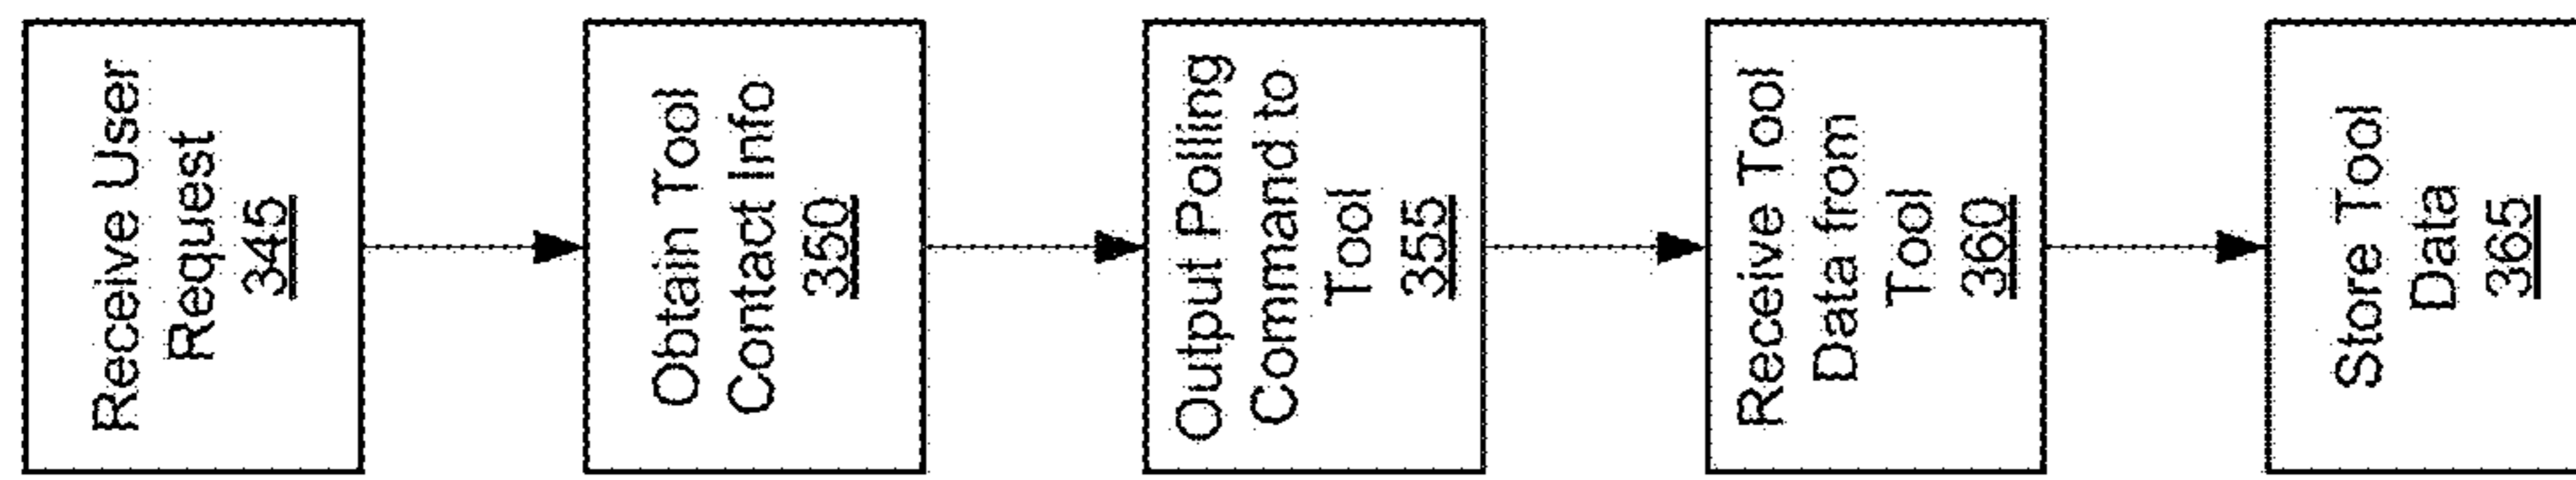 Receive User
Request
345
Obtain Tool
Contact Info
350
Output Polling
Command to
Tool
355
Receive Tool
Data from
Tool
360
Store Tool
Data
365